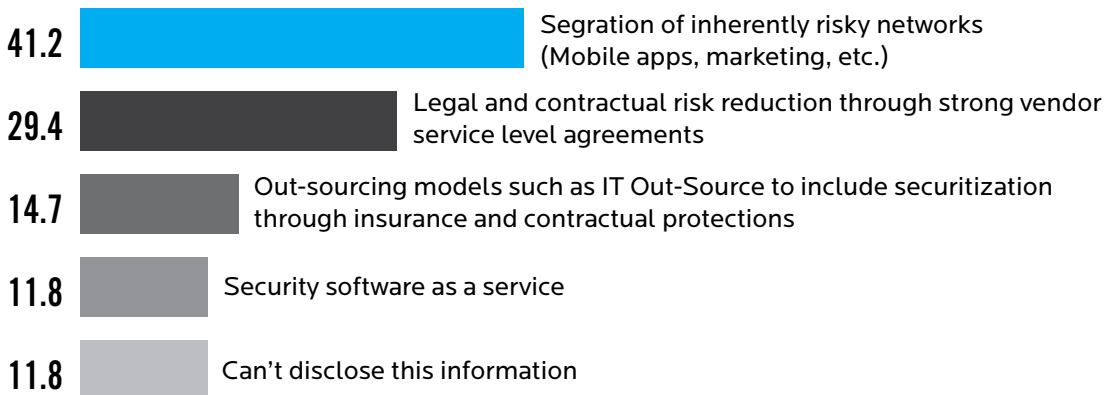 41.2
Segration of inherently risky networks
(Mobile apps, marketing, etc.)
29.4
Legal and contractual risk reduction through strong vendor
service level agreements
14.7
Out-sourcing models such as IT Out-Source to include securitization
through insurance and contractual protections
11.8
Security software as a service
11.8
Can’t disclose this information